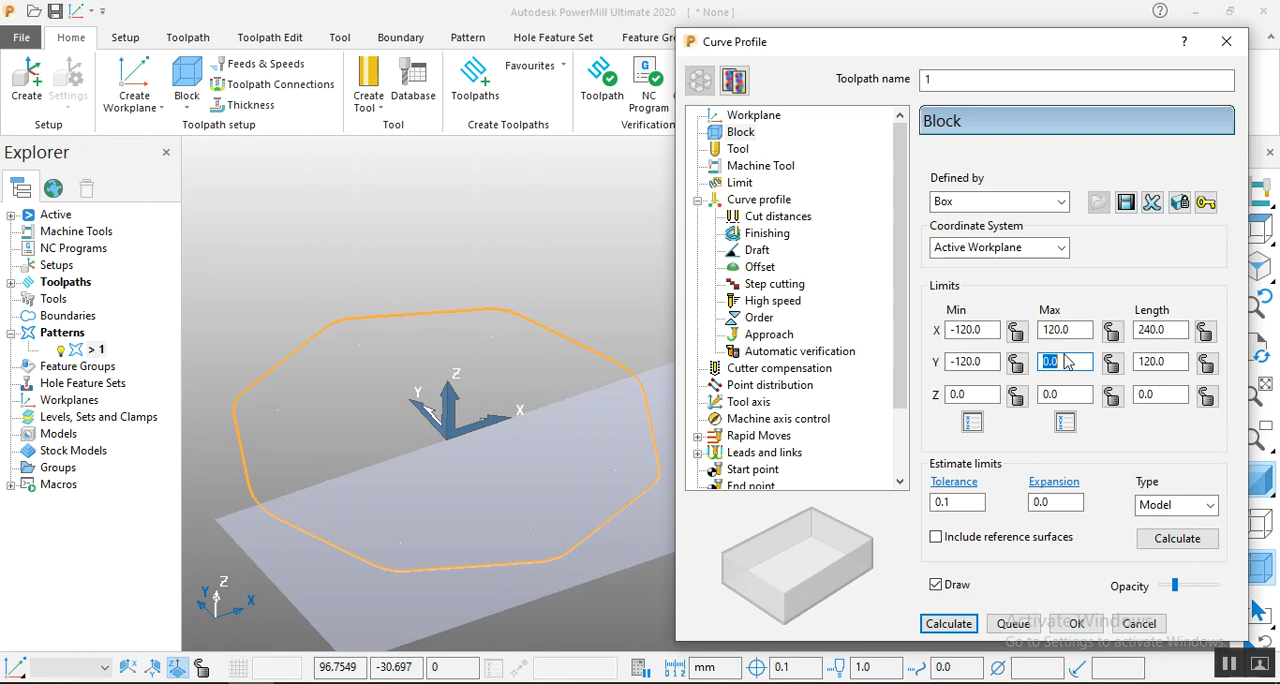 Autodesk PowerMill Ultimate 2020 [ * None ]
File Home Setup Toolpath Toolpath Edit Tool Boundary Pattern Hole Feature Set Feature Gr
Create
Settings
Setup
Create
Workplane
Block
Feeds & Speeds
Toolpath Connections
Thickness
Toolpath setup
Create
Tool
Database
Tool
Toolpaths
Favourites
Create Toolpaths
Toolpath
NC
Program
Verification
Explorer
Active
Machine Tools
NC Programs
Setups
Toolpaths
Tools
Boundaries
Patterns
> 1
Feature Groups
Hole Feature Sets
Workplanes
Levels, Sets and Clamps
Models
Stock Models
Groups
Macros
Z
Y
X
Z
Y
X
Curve Profile
?
Toolpath name 1
Workplane
Block
Tool
Machine Tool
Limit
Curve profile
Cut distances
Finishing
Draft
Offset
Step cutting
High speed
Order
Approach
Automatic verification
Cutter compensation
Point distribution
Tool axis
Machine axis control
Rapid Moves
Leads and links
Start point
End point
Block
Defined by
Box
Coordinate System
Active Workplane
Limits
Min Max Length
X -120.0 120.0 240.0
Y -120.0 0.0 120.0
Z 0.0 0.0 0.0
Estimate limits
Tolerance Expansion Type
0.1 0.0 Model
Include reference surfaces Calculate
Draw Opacity
Calculate Queue OK Cancel
Activate Windows
Go to Settings to activate Windows.
96.7549 -30.697 0 mm 0.1 1.0 0.0